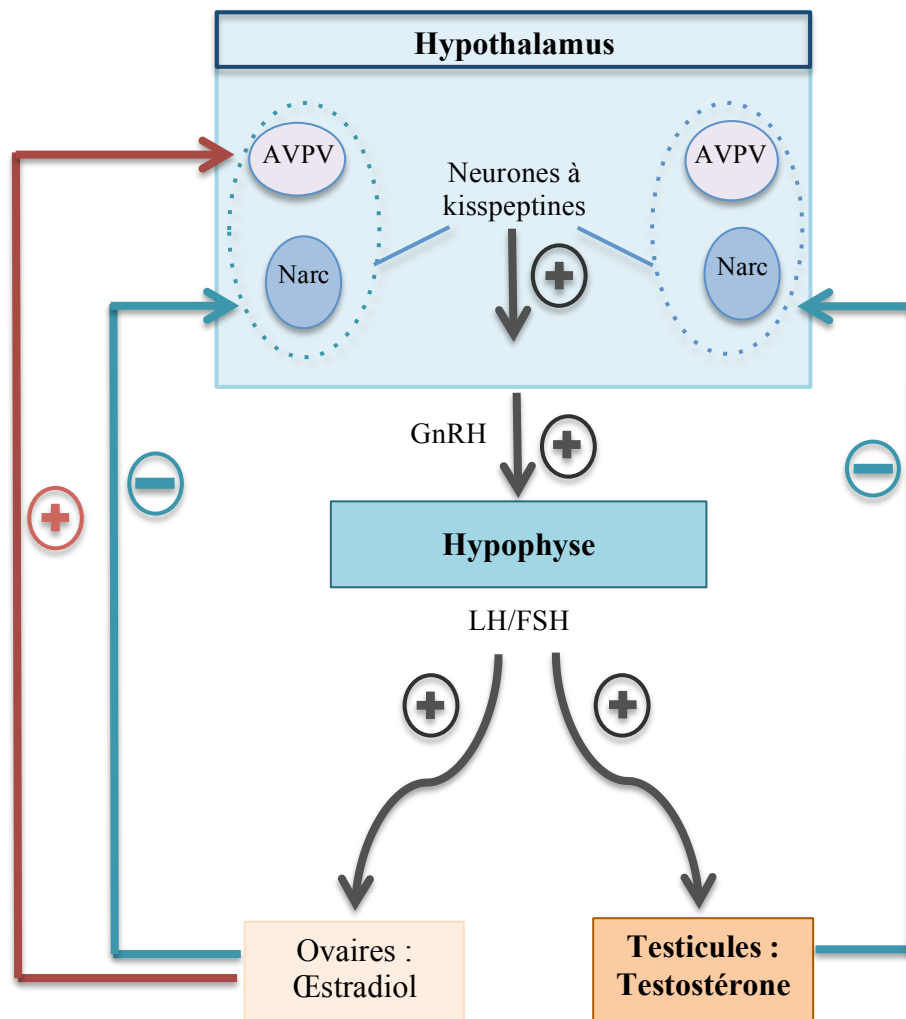 Hypothalamus
AVPV
AVPV
Neurones à
kisspeptines
Narc
Narc
GnRH
Hypophyse
LH/FSH
Ovaires :
Œstradiol
Testicules :
Testostérone